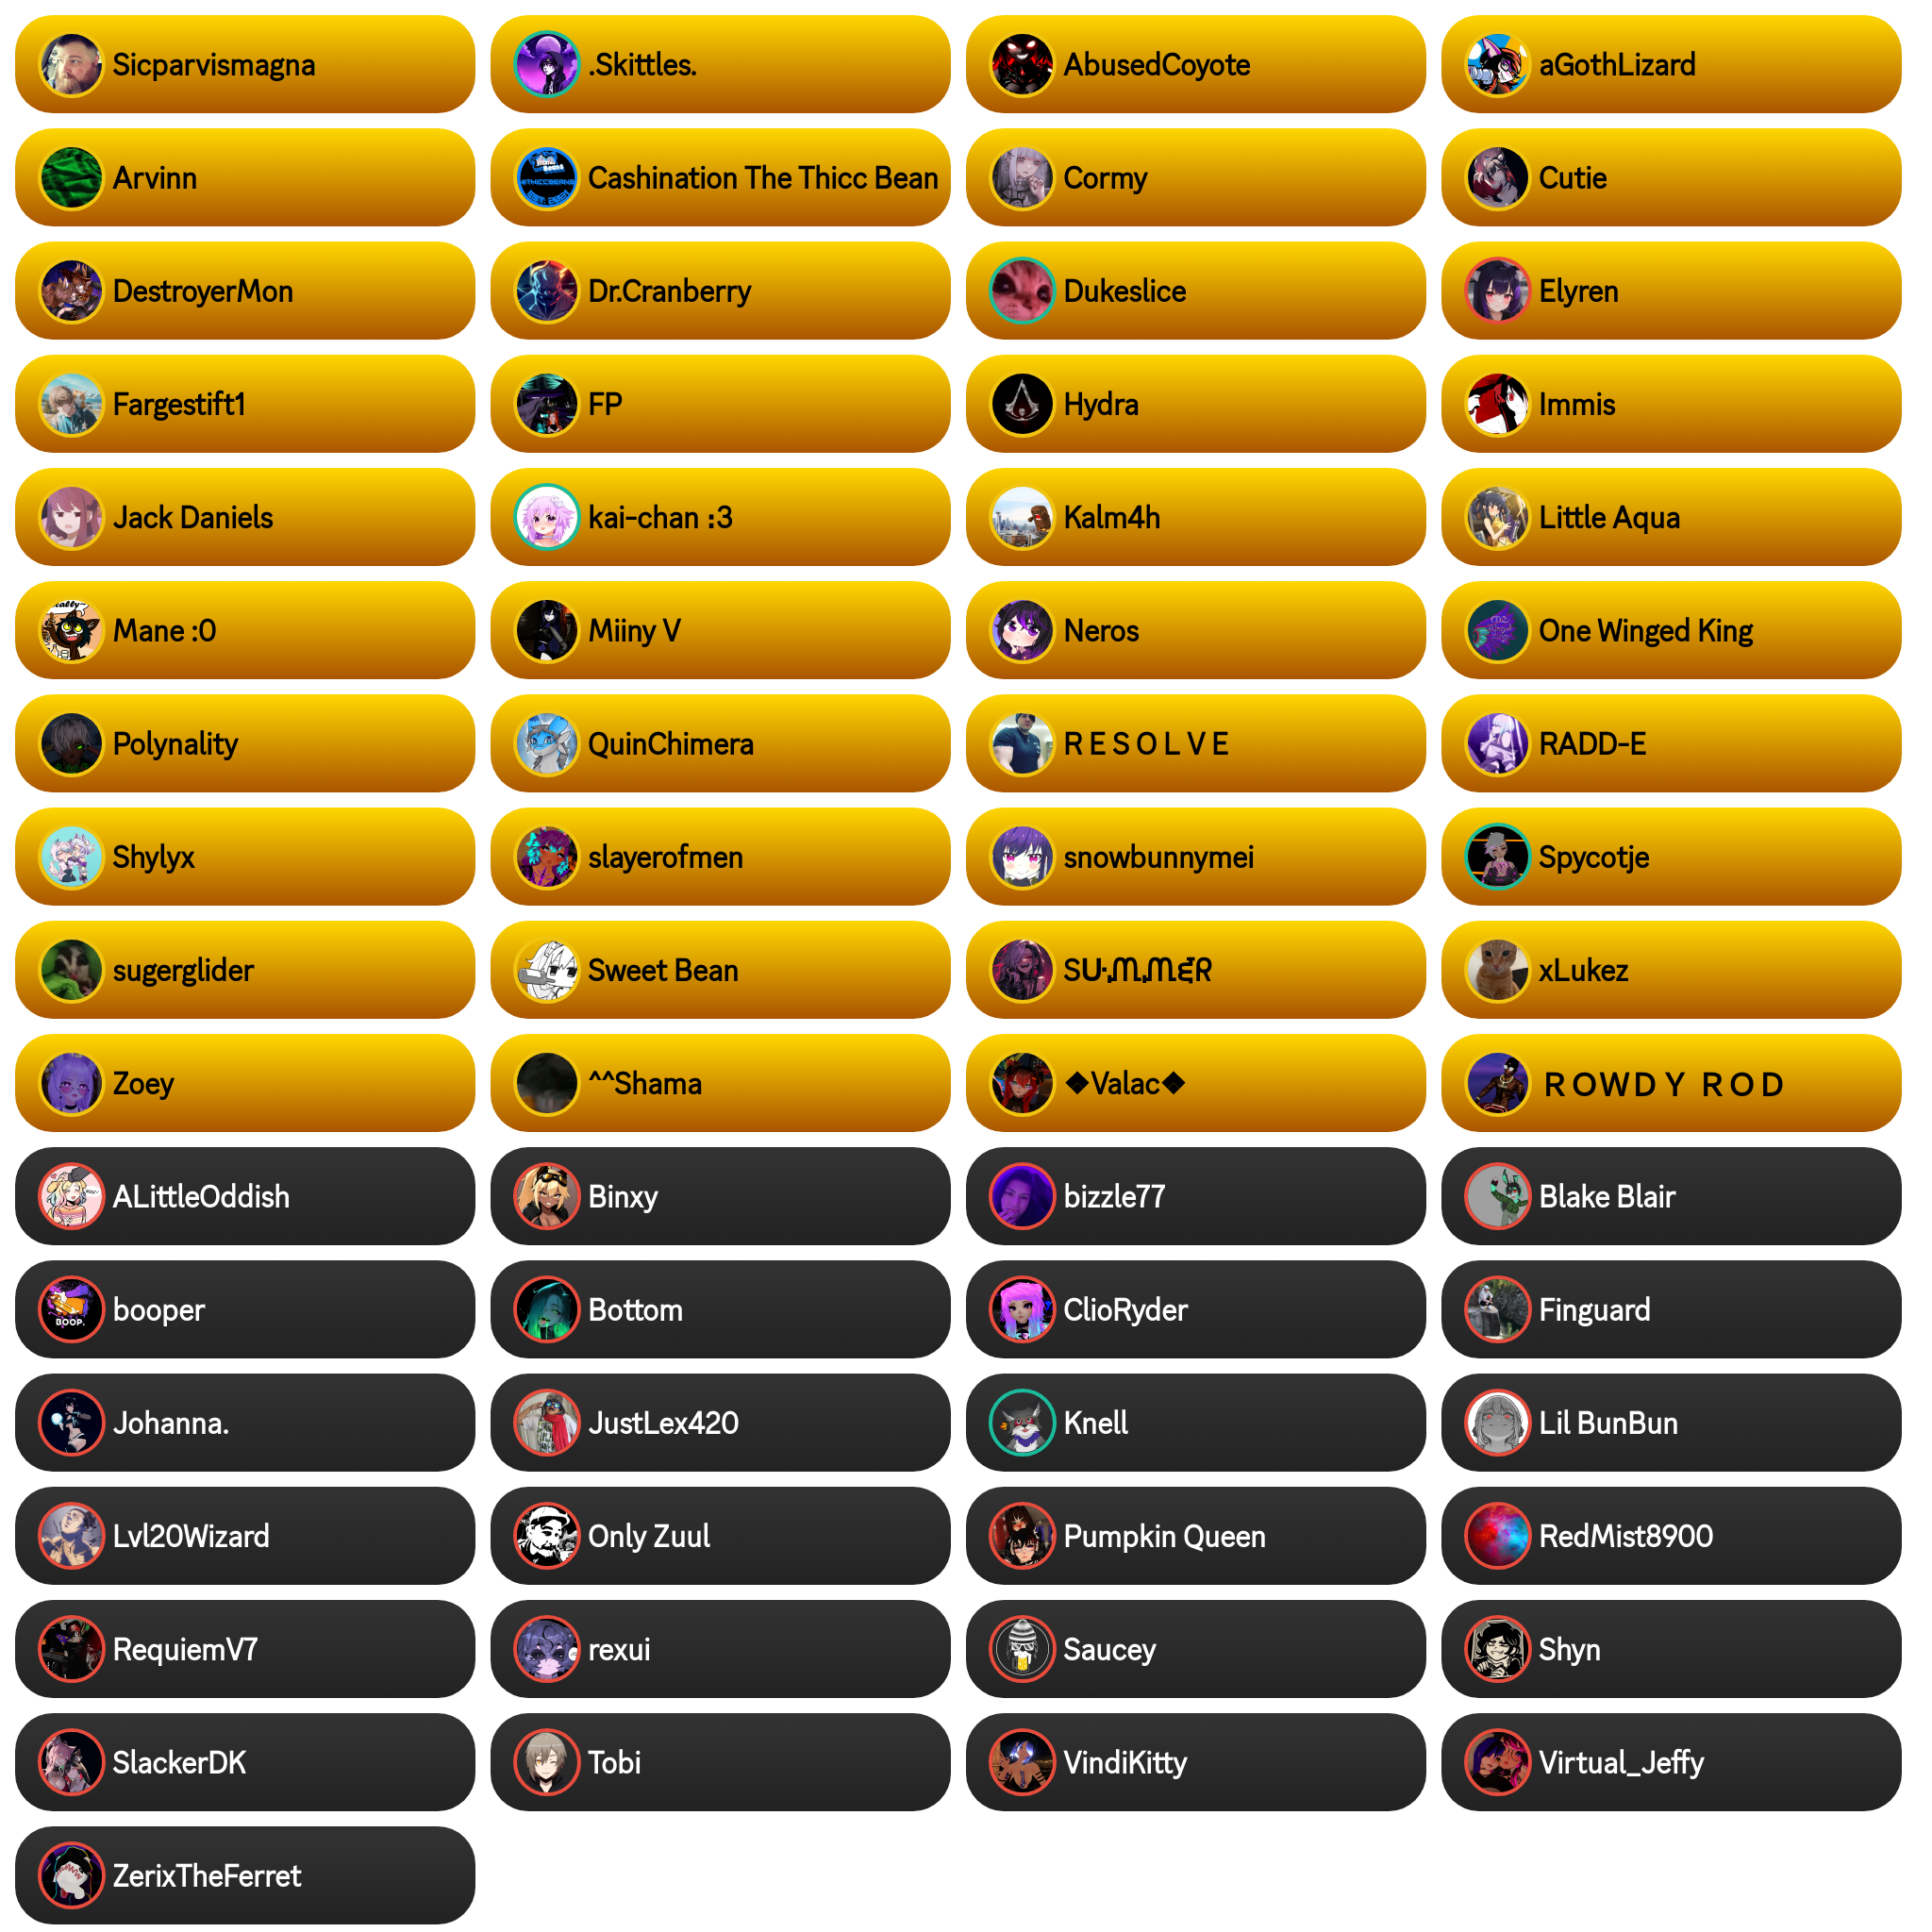 Sicparvismagna
.Skittles.
AbusedCoyote
aGothLizard
Arvinn
Cashination The Thicc Bean
Cormy
Cutie
DestroyerMon
Dr.Cranberry
Dukeslice
Elyren
Fargestift1
FP
Hydra
Immis
Jack Daniels
kai-chan :3
Kalm4h
Little Aqua
Mane :0
Miiny V
Neros
One Winged King
Polynality
QuinChimera
R E S O L V E
RADD-E
Shylyx
slayerofmen
snowbunnymei
Spycotje
sugerglider
Sweet Bean
xLukez
Zoey
^^Shama
❖Valac❖
R O W D Y R O D
ALittleOddish
Binxy
bizzle77
Blake Blair
booper
BOOP.
Bottom
ClioRyder
Finguard
Johanna.
JustLex420
Knell
Lil BunBun
Lvl20Wizard
Only Zuul
Pumpkin Queen
RedMist8900
RequiemV7
rexui
Saucey
Shyn
SlackerDK
Tobi
VindiKitty
Virtual_Jeffy
ZerixTheFerret